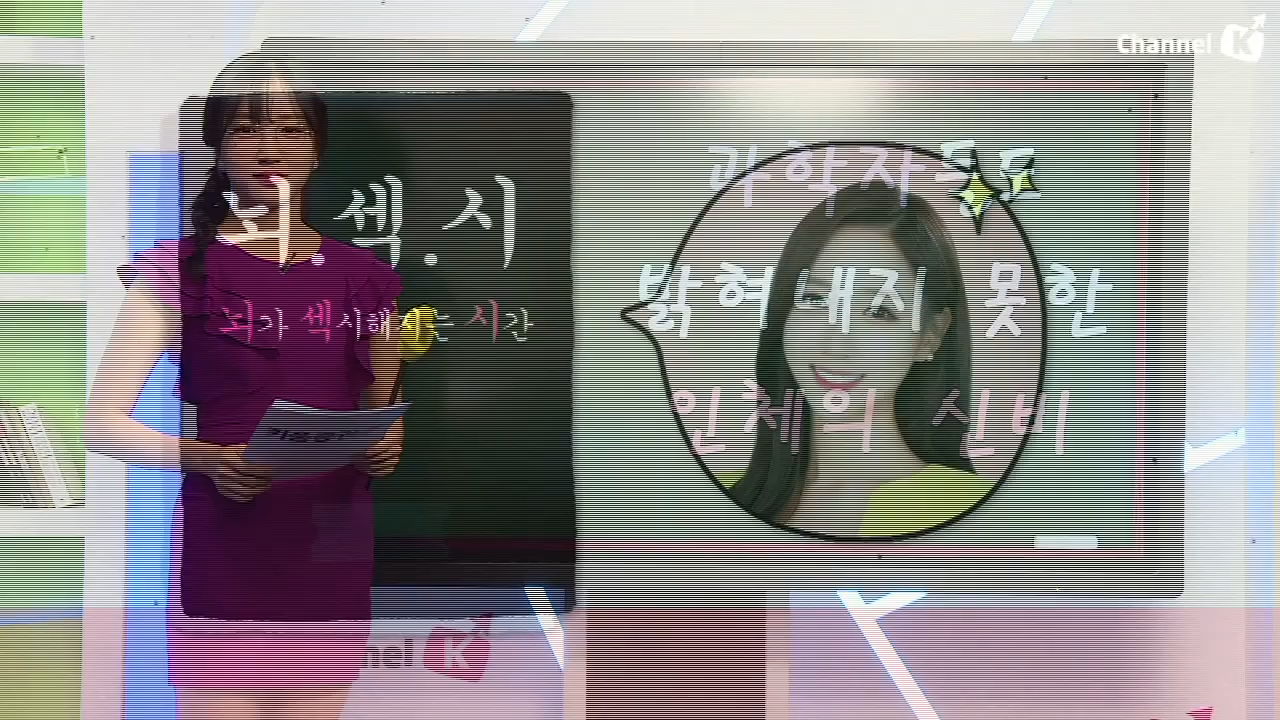 Channel K
과학자들도
뇌.섹.시
밝혀내지 못한
뇌가 섹시해지는 시간
인체의 신비
nel K